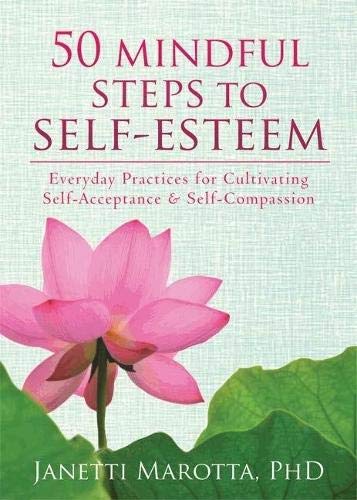 50 MINDFUL
STEPS TO
SELF-ESTEEM
Everyday Practices for Cultivating
Self-Acceptance & Self-Compassion
JANETTI MAROTTA, PHD